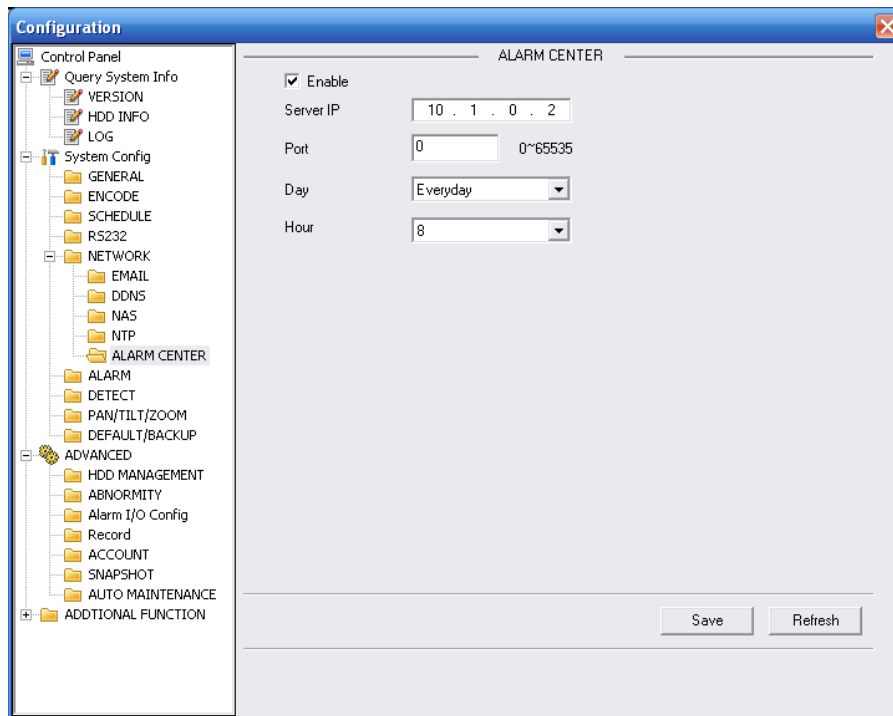 Configuration
Control Panel
Query System Info
VERSION
HDD INFO
LOG
System Config
GENERAL
ENCODE
SCHEDULE
RS232
NETWORK
EMAIL
DDNS
NAS
NTP
ALARM CENTER
ALARM
DETECT
PAN/TILT/ZOOM
DEFAULT/BACKUP
ADVANCED
HDD MANAGEMENT
ABNORMITY
Alarm I/O Config
Record
ACCOUNT
SNAPSHOT
AUTO MAINTENANCE
ADDTIONAL FUNCTION
ALARM CENTER
Enable
Server IP 10 . 1 . 0 . 2
Port 0 0~65535
Day Everyday
Hour 8
Save Refresh